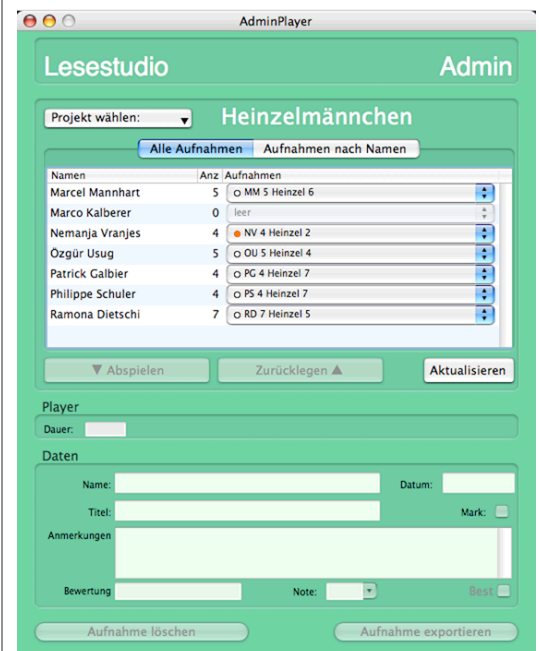 AdminPlayer
Lesestudio Admin
Projekt wählen: Heinzelmännchen
Alle Aufnahmen Aufnahmen nach Namen
Namen Anz Aufnahmen
Marcel Mannhart 5 MM 5 Heinzel 6
Marco Kalberer 0 leer
Nemanja Vranjes 4 NV 4 Heinzel 2
Özgür Usug 5 OU 5 Heinzel 4
Patrick Galbier 4 PG 4 Heinzel 7
Philippe Schuler 4 PS 4 Heinzel 7
Ramona Dietschi 7 RD 7 Heinzel 5
▼ Abspielen Zurücklegen ▲ Aktualisieren
Player
Dauer:
Daten
Name: Datum:
Titel: Mark:
Anmerkungen
Bewertung Note: Best
Aufnahme löschen Aufnahme exportieren